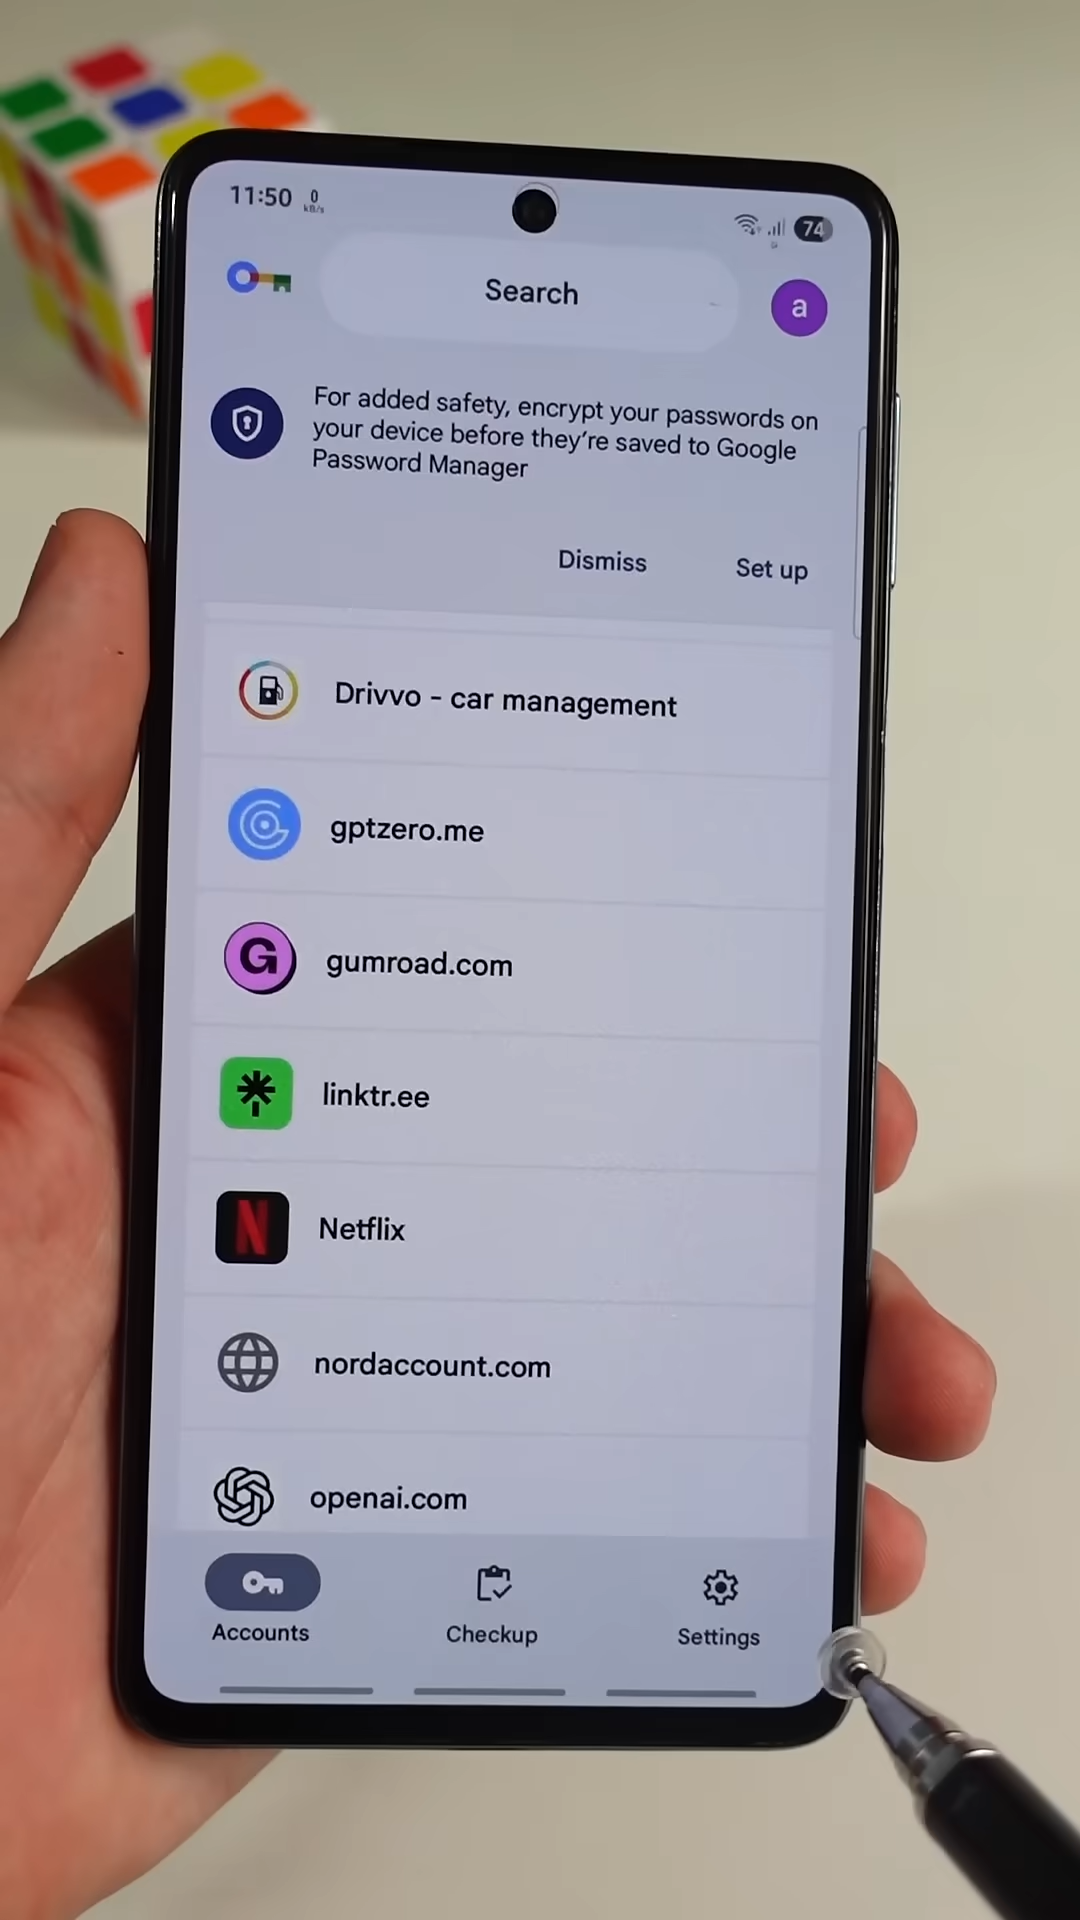 11:50 0 kB/s 74
Search
a
For added safety, encrypt your passwords on
your device before they're saved to Google
Password Manager
Dismiss Set up
Drivvo - car management
gptzero.me
G gumroad.com
linktr.ee
N Netflix
nordaccount.com
openai.com
Accounts Checkup Settings